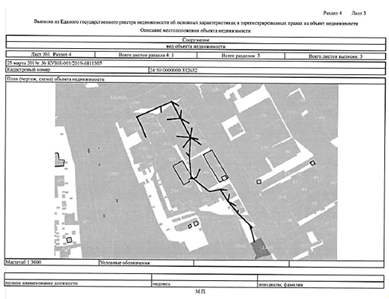 Раздел 4 Лист 5
Выписка из Единого государственного реестра недвижимости об основных характеристиках и зарегистрированных правах на объект недвижимости
Описание местоположения объекта недвижимости
Сооружение
вид объекта недвижимости
Лист №1 Раздел 4 Всего листов раздела 4: 1 Всего разделов: 5 Всего листов выписки:
25 марта 2019г. №
Кадастровый номер
План (чертеж, схема) объекта недвижимости
Масштаб 1: Условные обозначения:
полное наименование должности подпись инициалы, фамилия
М.П.